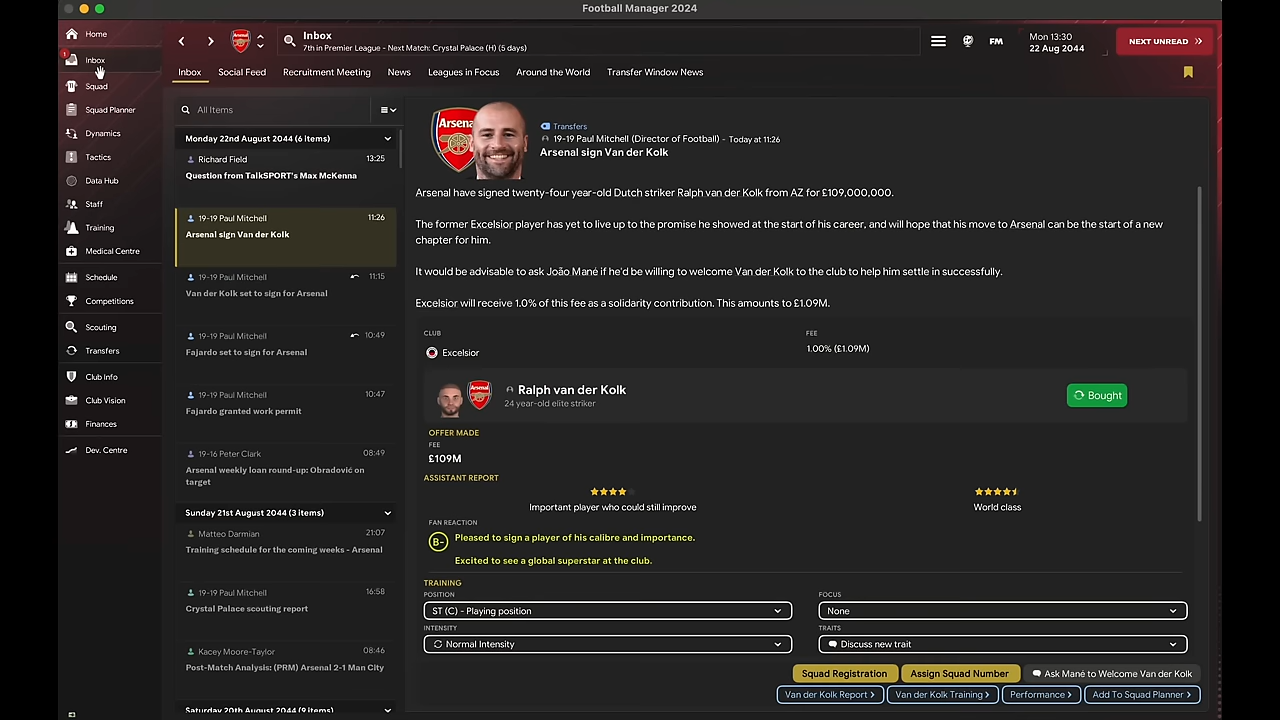 Football Manager 2024
Home
Inbox
Squad
Squad Planner
Dynamics
Tactics
Data Hub
Staff
Training
Medical Centre
Schedule
Competitions
Scouting
Transfers
Club Info
Club Vision
Finances
Dev. Centre
Inbox
7th in Premier League - Next Match: Crystal Palace (H) (5 days)
FM
Mon 13:30
22 Aug 2044
NEXT UNREAD
Inbox Social Feed Recruitment Meeting News Leagues in Focus Around the World Transfer Window News
All Items
Monday 22nd August 2044 (6 items)
Richard Field 13:25
Question from TalkSPORT's Max McKenna
19-19 Paul Mitchell 11:26
Arsenal sign Van der Kolk
19-19 Paul Mitchell 11:15
Van der Kolk set to sign for Arsenal
19-19 Paul Mitchell 10:49
Fajardo set to sign for Arsenal
19-19 Paul Mitchell 10:47
Fajardo granted work permit
19-16 Peter Clark 08:49
Arsenal weekly loan round-up: Obradović on
target
Sunday 21st August 2044 (3 items)
Matteo Darmian 21:07
Training schedule for the coming weeks - Arsenal
19-19 Paul Mitchell 16:58
Crystal Palace scouting report
Kacey Moore-Taylor 08:46
Post-Match Analysis: (PRM) Arsenal 2-1 Man City
Saturday 20th August 2044 (9 items)
Arsenal
Transfers
19-19 Paul Mitchell (Director of Football) - Today at 11:26
Arsenal sign Van der Kolk
Arsenal have signed twenty-four year-old Dutch striker Ralph van der Kolk from AZ for £109,000,000.
The former Excelsior player has yet to live up to the promise he showed at the start of his career, and will hope that his move to Arsenal can be the start of a new
chapter for him.
It would be advisable to ask João Mané if he'd be willing to welcome Van der Kolk to the club to help him settle in successfully.
Excelsior will receive 1.0% of this fee as a solidarity contribution. This amounts to £1.09M.
CLUB FEE
Excelsior 1.00% (£1.09M)
Ralph van der Kolk
24 year-old elite striker
Bought
OFFER MADE
FEE
£109M
ASSISTANT REPORT
Important player who could still improve World class
FAN REACTION
B-
Pleased to sign a player of his calibre and importance.
Excited to see a global superstar at the club.
TRAINING
POSITION FOCUS
ST (C) - Playing position None
INTENSITY TRAITS
Normal Intensity Discuss new trait
Squad Registration Assign Squad Number Ask Mané to Welcome Van der Kolk
Van der Kolk Report Van der Kolk Training Performance Add To Squad Planner